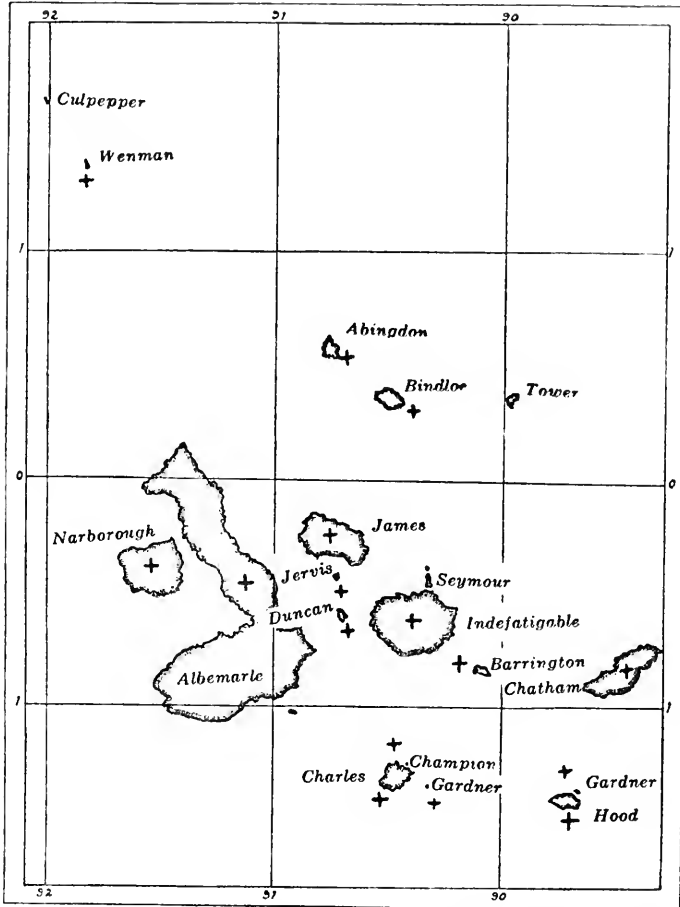 92 91 90
Culpepper
Wenman
1 1
Abingdon
Bindloe Tower
0 0
James
Narborough
Jervis
Seymour
Duncan
Indefatigable
Barrington
Albemarle
Chatham
1 1
Champion
Charles
Gardner
Gardner
Hood
92 91 90